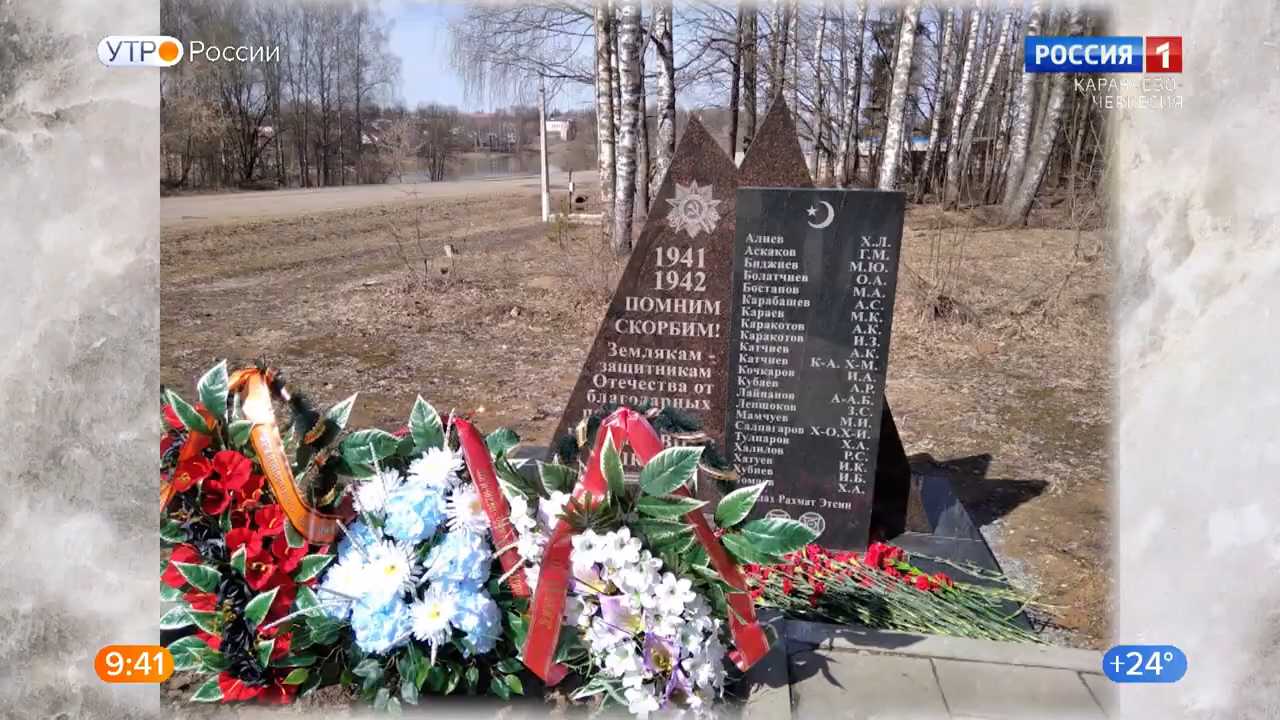 УТРО России
РОССИЯ 1
КАРАЧАЕВО-
ЧЕРКЕСИЯ
1941
1942
ПОМНИМ
СКОРБИМ!
Землякам -
защитникам
Отечества от
благодарных
Алиев Х.Л.
Аскаков Г.М.
Биджиев М.Ю.
Болатчиев О.А.
Бостанов М.А.
Карабашев А.С.
Караев М.К.
Каракотов А.К.
Каракотов И.З.
Катчиев А.К.
Катчиев К-А. Х-М.
Кочкаров И.А.
Кубаев А.Р.
Лайпанов А-А.Б.
Лепшоков З.С.
Мамчуев М.И.
Салпагаров Х-О.Х-И.
Тулпаров Х.А.
Халилов Р.С.
Хатуев И.К.
Хубиев И.Б.
Х.А.
Рахмат Этсин
9:41
+24°